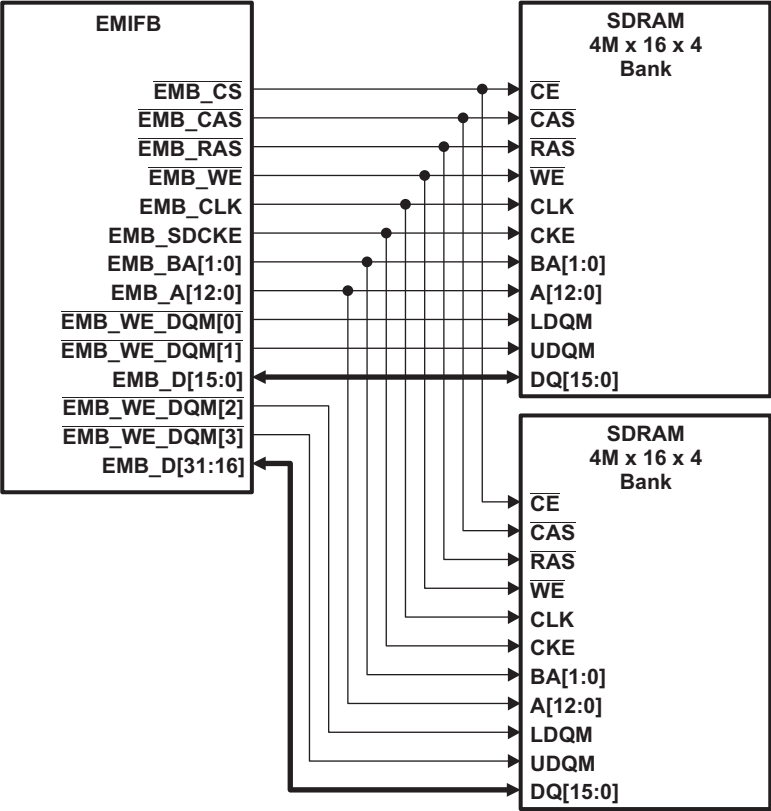 EMIFB
EMB_CS
EMB_CAS
EMB_RAS
EMB_WE
EMB_CLK
EMB_SDCKE
EMB_BA[1:0]
EMB_A[12:0]
EMB_WE_DQM[0]
EMB_WE_DQM[1]
EMB_D[15:0]
EMB_WE_DQM[2]
EMB_WE_DQM[3]
EMB_D[31:16]
SDRAM
4M x 16 x 4
Bank
CE
CAS
RAS
WE
CLK
CKE
BA[1:0]
A[12:0]
LDQM
UDQM
DQ[15:0]
SDRAM
4M x 16 x 4
Bank
CE
CAS
RAS
WE
CLK
CKE
BA[1:0]
A[12:0]
LDQM
UDQM
DQ[15:0]